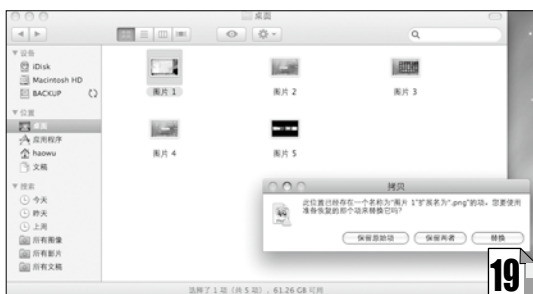 桌面
▼ 设备
iDisk
Macintosh HD
BACKUP
▼ 位置
桌面
应用程序
haowu
文稿
▼ 搜索
今天
昨天
上周
所有图像
所有影片
所有文稿
图片 1
图片 2
图片 3
图片 4
图片 5
拷贝
此位置已经存在一个名称为“图片 1”扩展名为“.png”的项。您要使用
准备恢复的那个项来替换它吗?
保留原始项
保留两者
替换
选择了 1 项（共 5 项）, 61.26 GB 可用
19